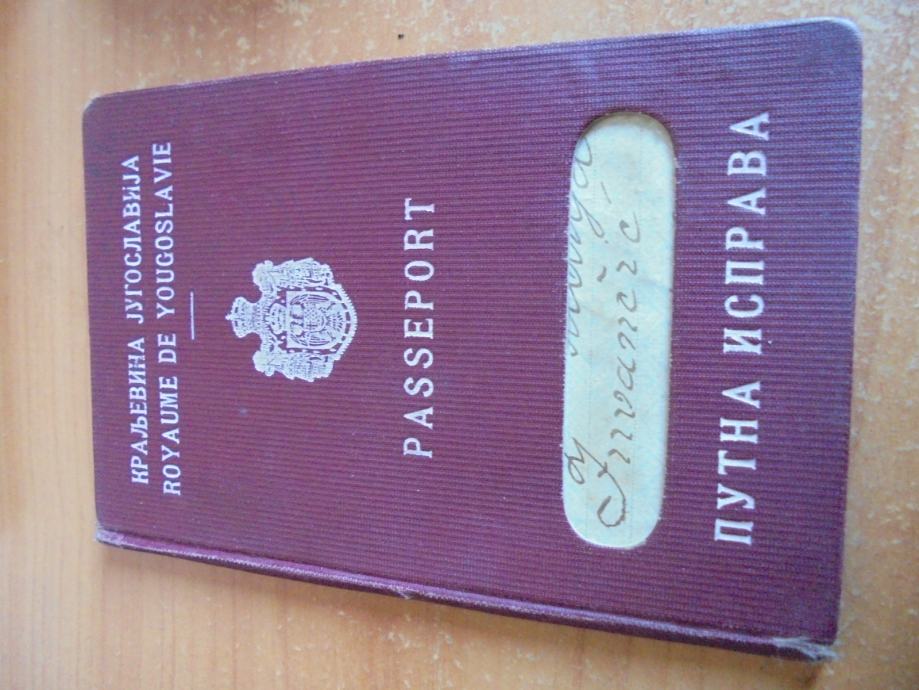 КРАЉЕВИНА ЈУГОСЛАВИЈА
ROYAUME DE YOUGOSLAVIE
PASSEPORT
ПУТНА ИСПРАВА